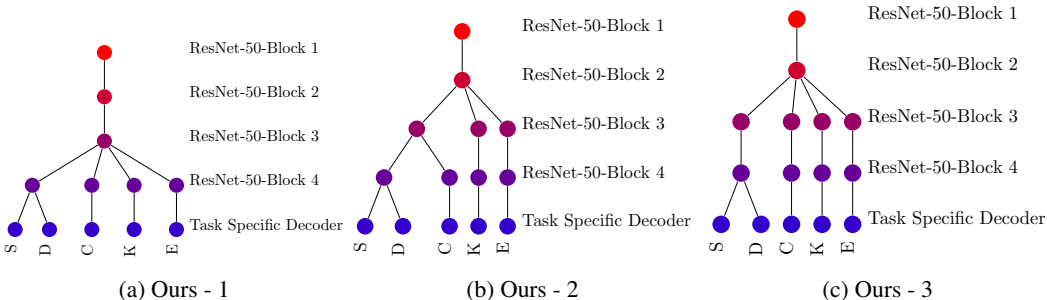 ResNet-50-Block 1
ResNet-50-Block 2
ResNet-50-Block 3
ResNet-50-Block 4
Task Specific Decoder
S D C K E
(a) Ours - 1
ResNet-50-Block 1
ResNet-50-Block 2
ResNet-50-Block 3
ResNet-50-Block 4
Task Specific Decoder
S D C K E
(b) Ours - 2
ResNet-50-Block 1
ResNet-50-Block 2
ResNet-50-Block 3
ResNet-50-Block 4
Task Specific Decoder
S D C K E
(c) Ours - 3